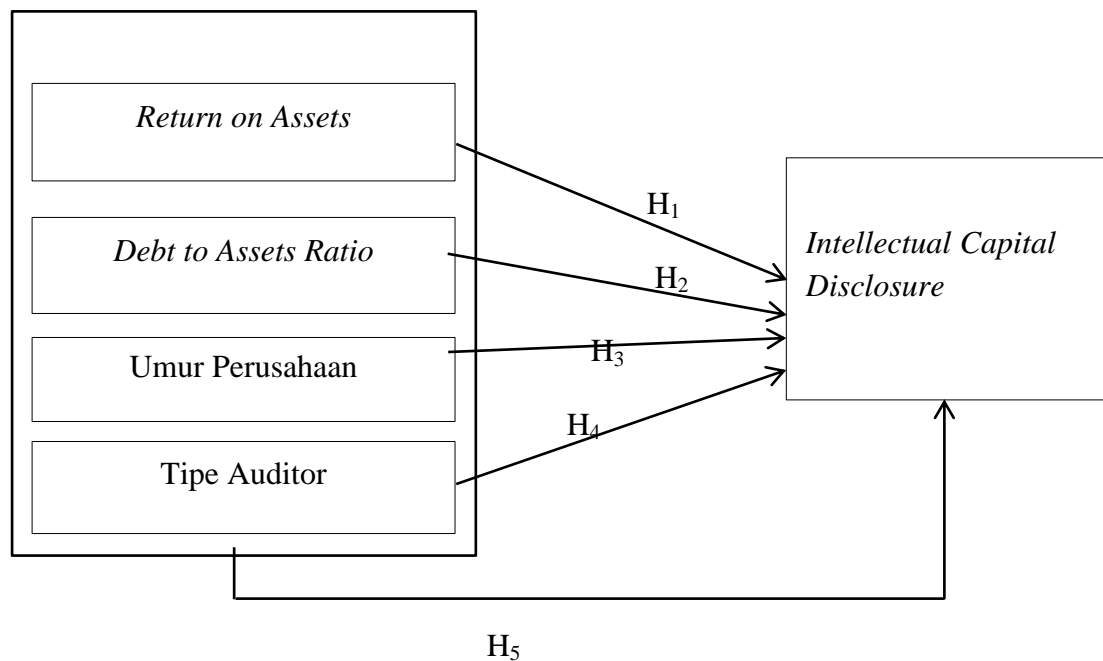 Return on Assets
H₁
Debt to Assets Ratio
Intellectual Capital
Disclosure
H₂
Umur Perusahaan
H₃
H₄
Tipe Auditor
H₅